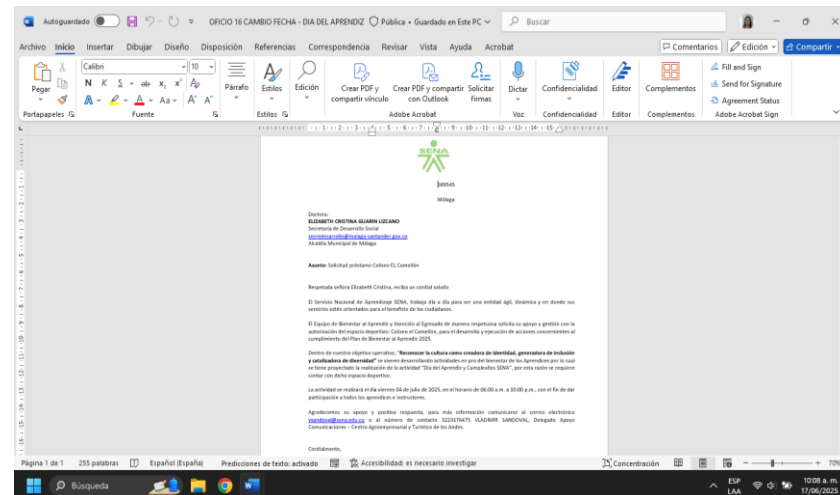 Autoguardado
OFICIO 16 CAMBIO FECHA - DIA DEL APRENDIZ
Pública • Guardado en Este PC
Buscar
Archivo Inicio Insertar Dibujar Diseño Disposición Referencias Correspondencia Revisar Vista Ayuda Acrobat
Comentarios Edición Compartir
Pegar
Calibri 10
N K S ab x, x²
A Aa A A
Párrafo
Estilos
Edición
Crear PDF y compartir vínculo
Crear PDF y compartir con Outlook
Solicitar firmas
Dictar
Confidencialidad
Editor
Complementos
Fill and Sign
Send for Signature
Agreement Status
Portapapeles Fuente Estilos Adobe Acrobat Voz Confidencialidad Editor Complementos Adobe Acrobat Sign
SENA
Málaga
Doctora:
ELIZABETH CRISTINA GUARIN LIZCANO
Secretaria de Desarrollo Social
secredesarrollo@malaga-santander.gov.co
Alcaldía Municipal de Málaga
Asunto: Solicitud préstamo Coliseo EL Camellón
Respetada señora Elizabeth Cristina, reciba un cordial saludo
El Servicio Nacional de Aprendizaje SENA, trabaja día a día para ser una entidad ágil, dinámica y en donde sus
servicios estén orientados para el beneficio de los ciudadanos.
El Equipo de Bienestar al Aprendiz y Atención al Egresado de manera respetuosa solicita su apoyo y gestión con la
autorización del espacio deportivo: Coliseo el Camellón, para el desarrollo y ejecución de acciones concernientes al
cumplimiento del Plan de Bienestar al Aprendiz 2025.
Dentro de nuestro objetivo operativo, "Reconocer la cultura como creadora de identidad, generadora de inclusión
y catalizadora de diversidad" se vienen desarrollando actividades en pro del bienestar de los Aprendices por lo cual
se tiene proyectado la realización de la actividad "Día del Aprendiz y Cumpleaños SENA", por esta razón se requiere
contar con dicho espacio deportivo.
La actividad se realizará el día viernes 04 de julio de 2025, en el horario de 06:00 a.m. a 10:00 p.m., con el fin de dar
participación a todos los aprendices e instructores.
Agradecemos su apoyo y positiva respuesta, para más información comunicarse al correo electrónico
vsandoval@sena.edu.co o al número de contacto 3223176475 VLADIMIR SANDOVAL, Delegado Apoyo
Comunicaciones – Centro Agroempresarial y Turístico de los Andes.
Cordialmente,
Página 1 de 1 255 palabras Español (España) Predicciones de texto: activado Accesibilidad: es necesario investigar Concentración 70%
Búsqueda
ESP
LAA
10:08 a. m.
17/06/2025